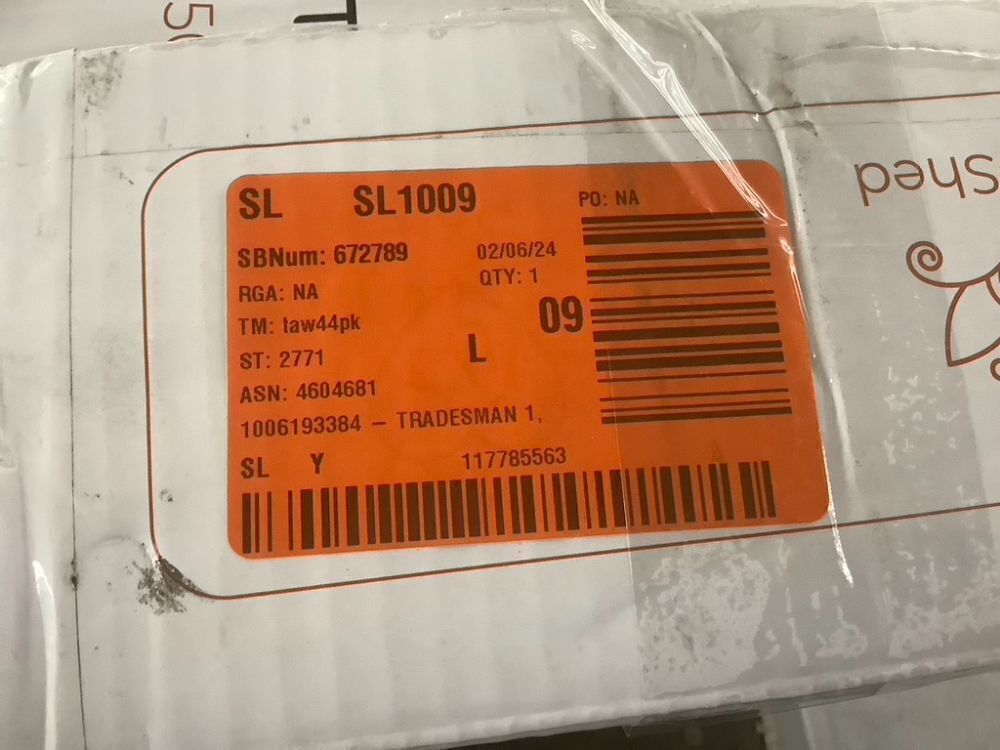 T
SL SL1009 PO: NA
SBNum: 672789 02/06/24
RGA: NA QTY: 1
TM: taw44pk 09
ST: 2771 L
ASN: 4604681
1006193384 – TRADESMAN 1,
SL Y 117785563
Shed